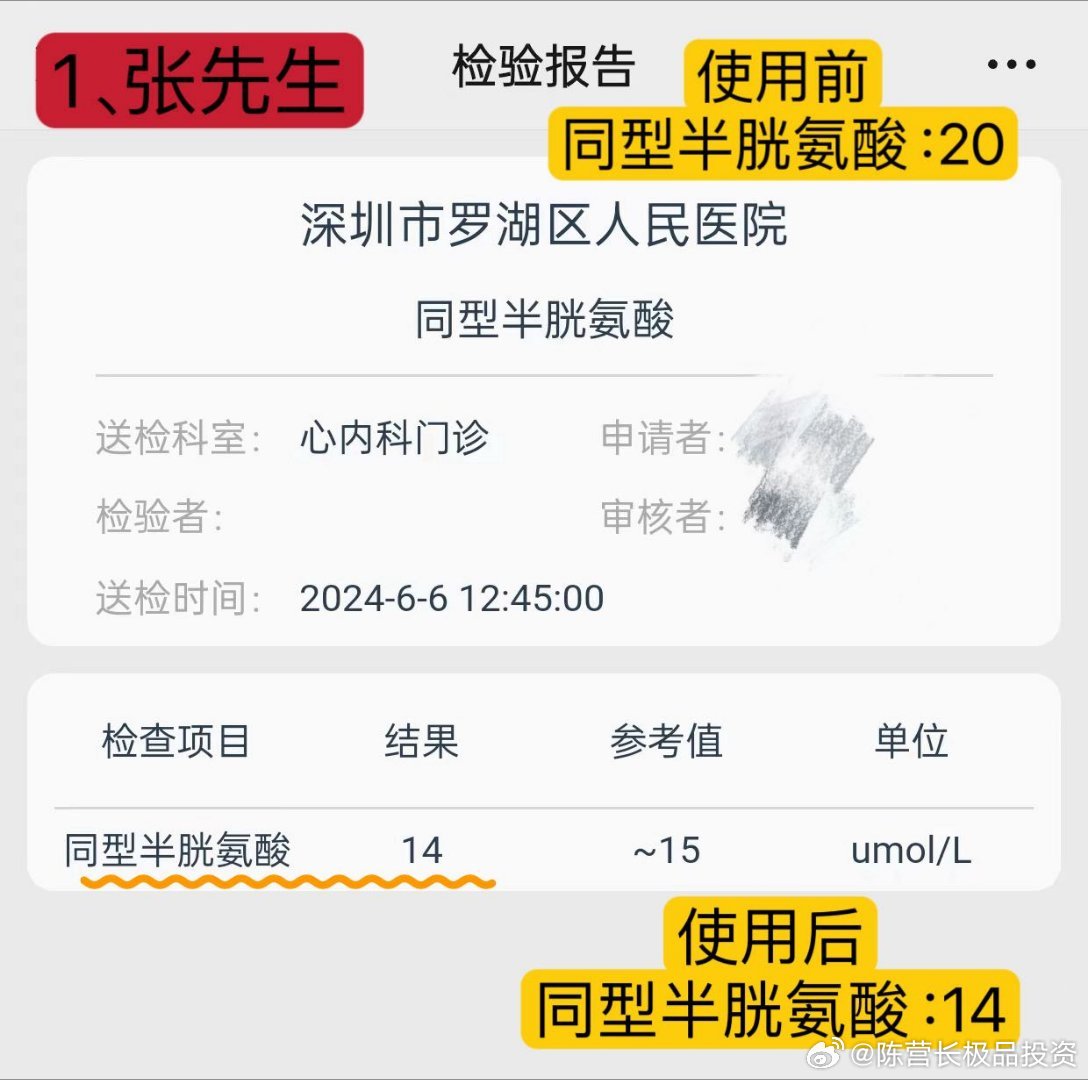 1、张先生
检验报告
使用前
同型半胱氨酸:20
深圳市罗湖区人民医院
同型半胱氨酸
送检科室: 心内科门诊 申请者:
检验者: 审核者:
送检时间: 2024-6-6 12:45:00
检查项目 结果 参考值 单位
同型半胱氨酸 14 ~15 umol/L
使用后
同型半胱氨酸:14
@陈营长极品投资